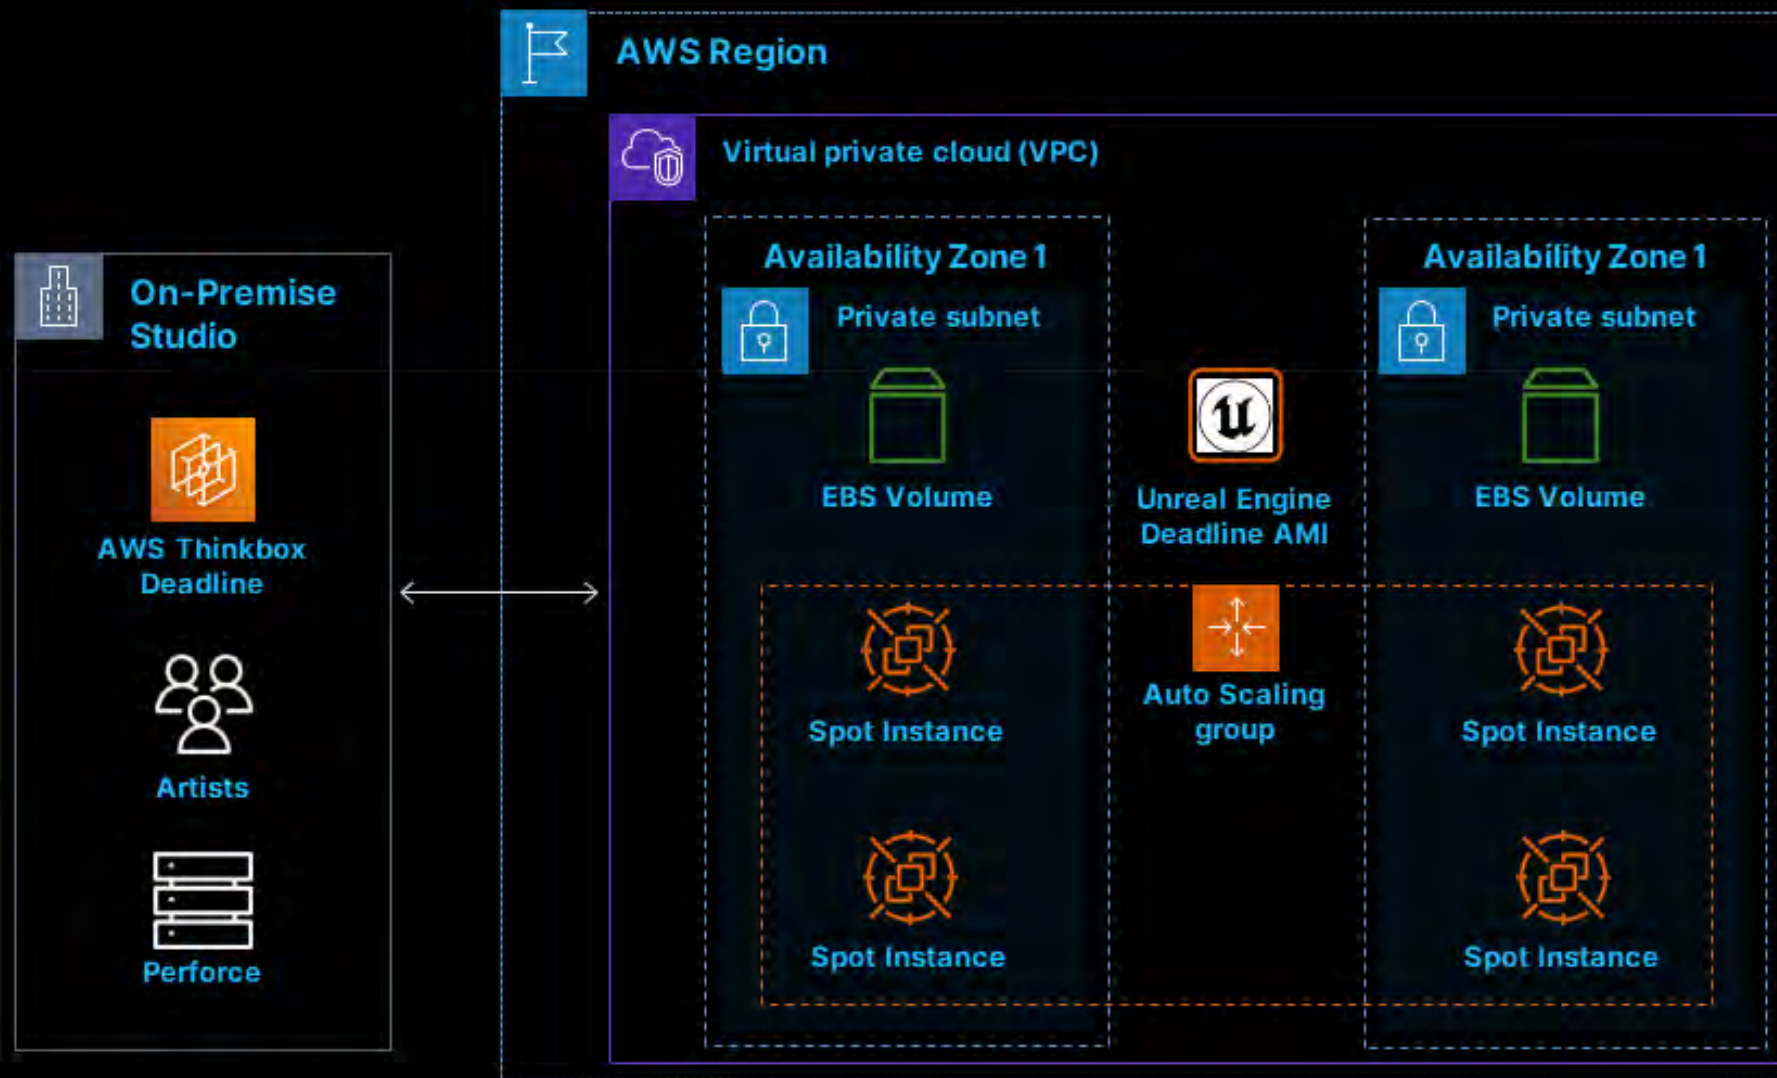 AWS Region
Virtual private cloud (VPC)
On-Premise
Studio
AWS Thinkbox
Deadline
Artists
Perforce
Availability Zone 1
Private subnet
EBS Volume
Spot Instance
Spot Instance
Unreal Engine
Deadline AMI
Auto Scaling
group
Availability Zone 1
Private subnet
EBS Volume
Spot Instance
Spot Instance